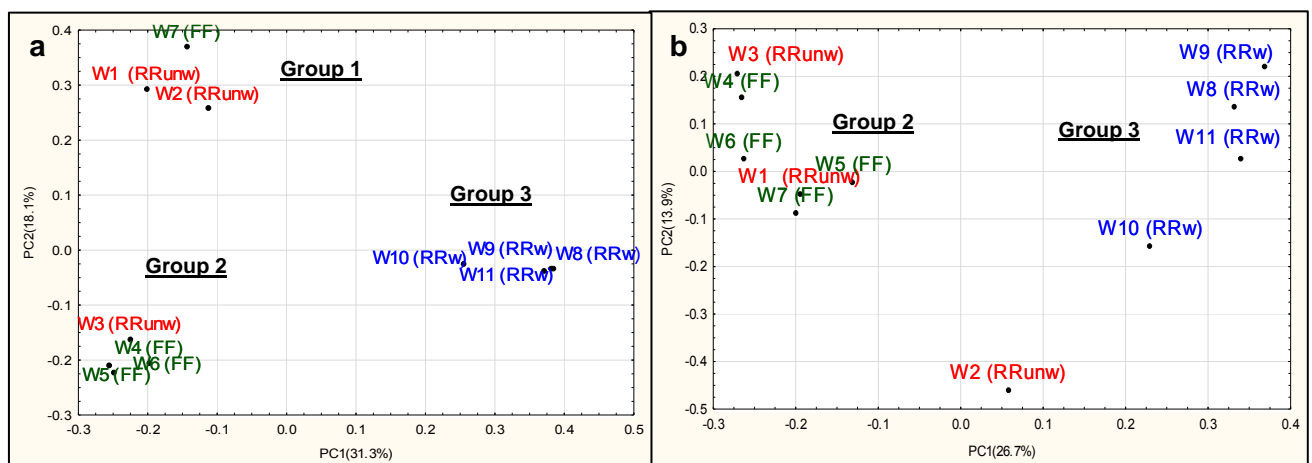 a
W7 (FF)
W1 (RRunw)
W2 (RRunw)
Group 1
Group 3
W10 (RRw)
W9 (RRw)
W8 (RRw)
W11 (RRw)
Group 2
W3 (RRunw)
W4 (FF)
W6 (FF)
W5 (FF)
0.4
0.3
0.2
0.1
0.0
-0.1
-0.2
-0.3
PC2(18.1%)
-0.3 -0.2 -0.1 0.0 0.1 0.2 0.3 0.4 0.5
PC1(31.3%)
b
W3 (RRunw)
W4 (FF)
W9 (RRw)
W8 (RRw)
Group 2
Group 3
W11 (RRw)
W6 (FF)
W5 (FF)
W1 (RRunw)
W7 (FF)
W10 (RRw)
W2 (RRunw)
0.3
0.2
0.1
0.0
-0.1
-0.2
-0.3
-0.4
-0.5
PC2(13.9%)
-0.3 -0.2 -0.1 0.0 0.1 0.2 0.3 0.4
PC1(26.7%)